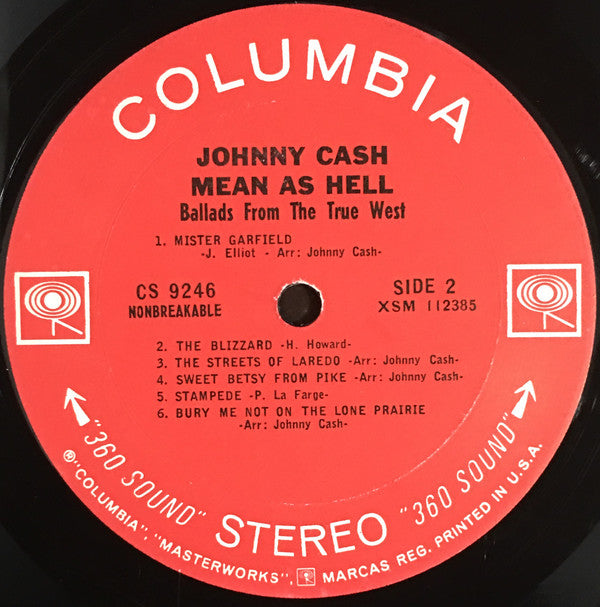 COLUMBIA
JOHNNY CASH
MEAN AS HELL
Ballads From The True West
1. MISTER GARFIELD
-J. Elliot - Arr: Johnny Cash-
CS 9246
NONBREAKABLE
SIDE 2
XSM 112385
2. THE BLIZZARD -H. Howard-
3. THE STREETS OF LAREDO -Arr: Johnny Cash-
4. SWEET BETSY FROM PIKE -Arr: Johnny Cash-
5. STAMPEDE -P. La Farge-
6. BURY ME NOT ON THE LONE PRAIRIE
-Arr: Johnny Cash-
"360 SOUND" STEREO "360 SOUND"
®"COLUMBIA", "MASTERWORKS", MARCAS REG. PRINTED IN U.S.A.